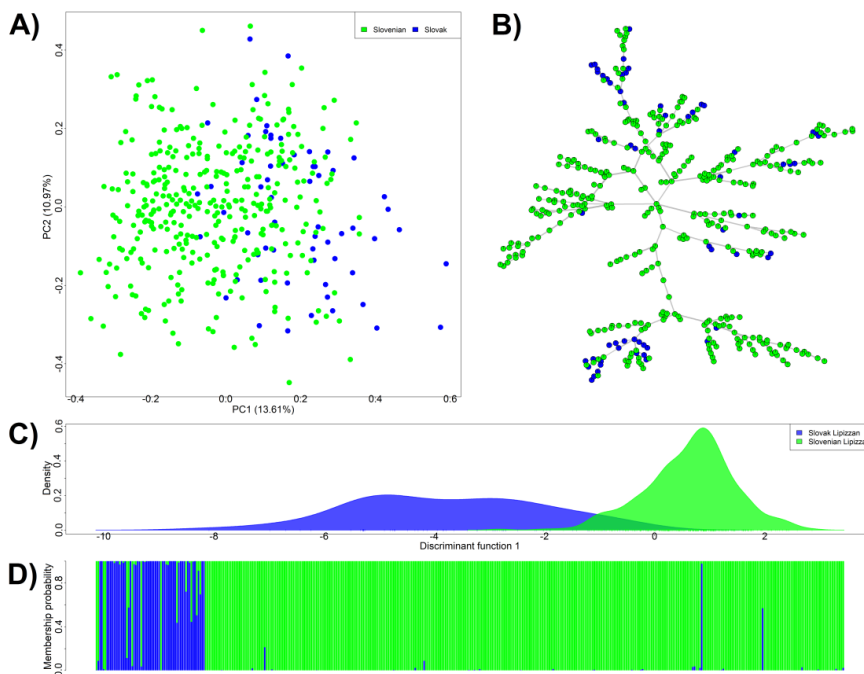 A)
Slovenian Slovak
0.4
0.2
0.0
-0.2
-0.4
PC2 (10.97%)
-0.4 -0.2 0.0 0.2 0.4 0.6
PC1 (13.61%)
B)
C)
Slovak Lipizzan
Slovenian Lipizza
Density
0.6
0.4
0.2
0.0
-10 -8 -6 -4 -2 0 2
Discriminant function 1
D)
Membership probability
0.8
0.4
0.0